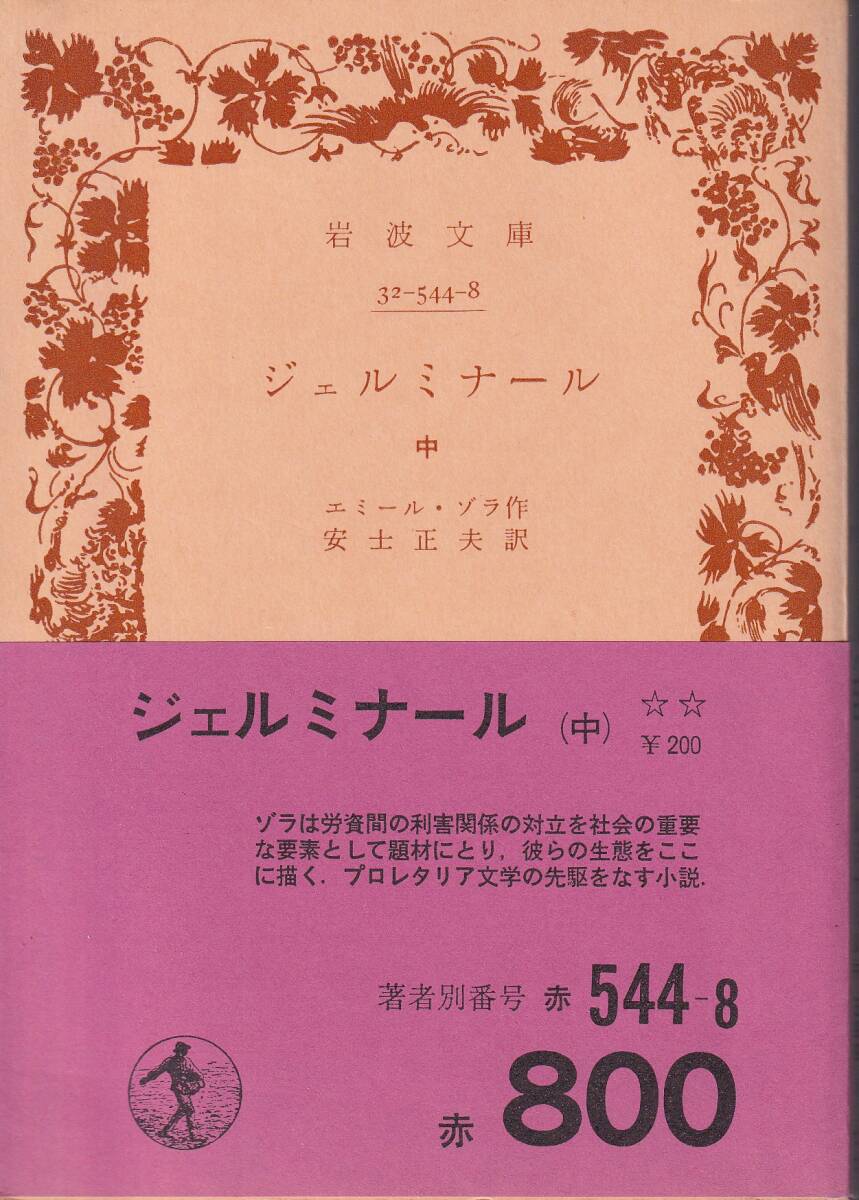 岩波文庫
32-544-8
ジェルミナール
中
エミール・ゾラ作
安士正夫訳
ジェルミナール (中) ☆☆
¥200
ゾラは労資間の利害関係の対立を社会の重要
な要素として題材にとり, 彼らの生態をここ
に描く. プロレタリア文学の先駆をなす小説.
著者別番号 赤 544-8
赤 800